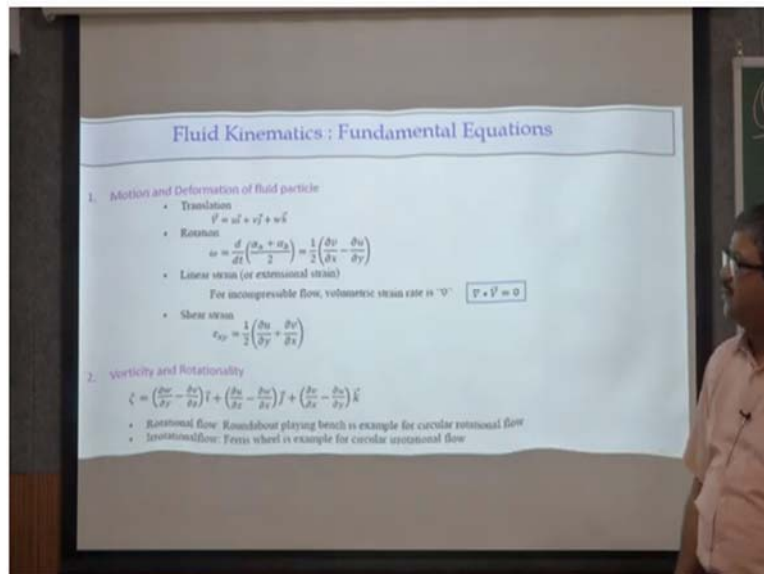 Fluid Kinematics : Fundamental Equations
1. Motion and Deformation of fluid particle
• Translation
V⃗ = ui⃗ + vj⃗ + wk⃗
• Rotation
ω = d/dt((α_a + α_b)/2) = 1/2(∂v/∂x − ∂u/∂y)
• Linear strain (or extensional strain)
For incompressible flow, volumetric strain rate is "0" ∇ • V⃗ = 0
• Shear strain
ε_xy = 1/2(∂u/∂y + ∂v/∂x)
2. Vorticity and Rotationality
ζ = (∂w/∂y − ∂v/∂z)i⃗ + (∂u/∂z − ∂w/∂x)j⃗ + (∂v/∂x − ∂u/∂y)k⃗
• Rotational flow: Roundabout playing bench is example for circular rotational flow
• Irrotationalflow: Ferris wheel is example for circular irrotational flow